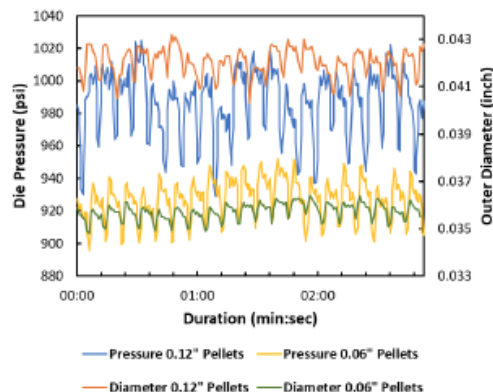 1040
1020
1000
980
960
940
920
900
880
Die Pressure (psi)
0.043
0.041
0.039
0.037
0.035
0.033
Outer Diameter (inch)
00:00 01:00 02:00
Duration (min:sec)
Pressure 0.12" Pellets Pressure 0.06" Pellets
Diameter 0.12" Pellets Diameter 0.06" Pellets